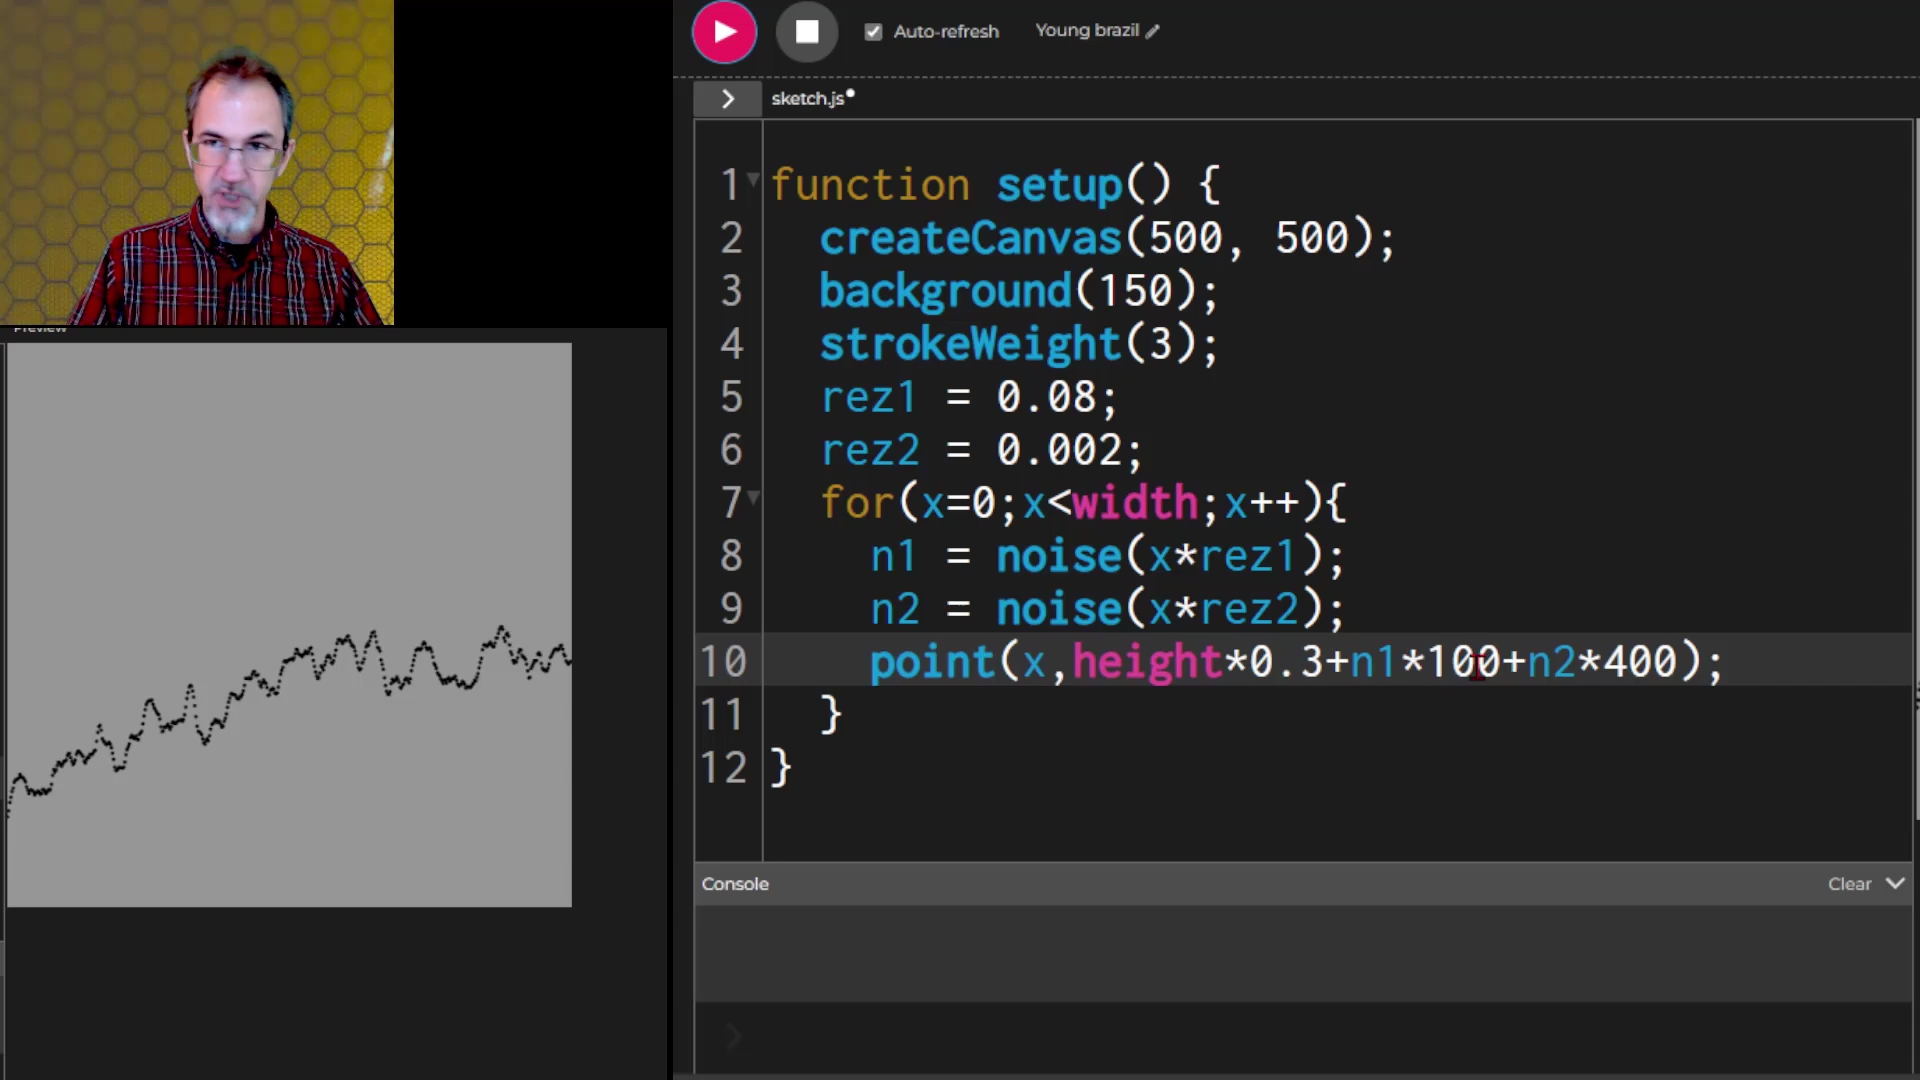 Auto-refresh
Young brazil
sketch.js
Preview
1 function setup() {
2 createCanvas(500, 500);
3 background(150);
4 strokeWeight(3);
5 rez1 = 0.08;
6 rez2 = 0.002;
7 for(x=0;x<width;x++){
8 n1 = noise(x*rez1);
9 n2 = noise(x*rez2);
10 point(x,height*0.3+n1*100+n2*400);
11 }
12 }
Console
Clear